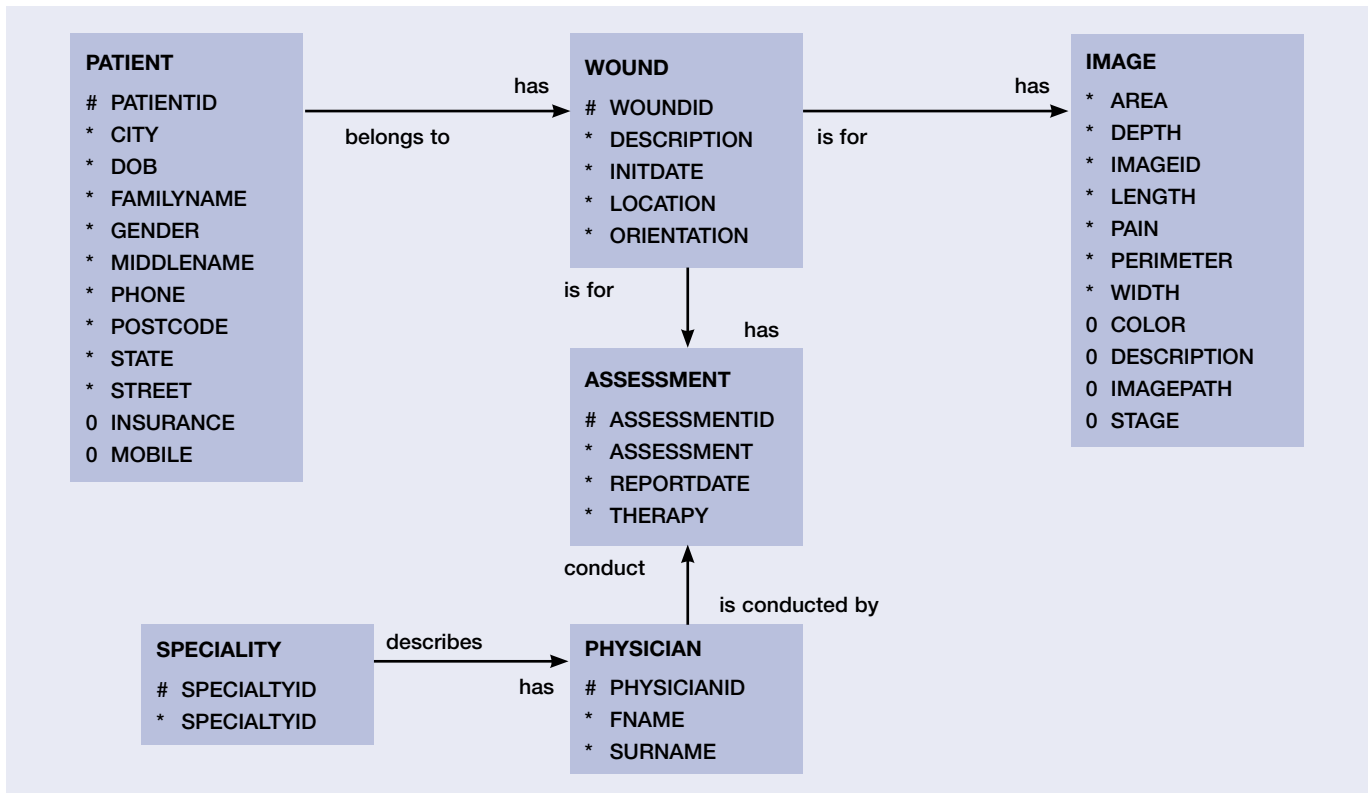 PATIENT
# PATIENTID
* CITY
* DOB
* FAMILYNAME
* GENDER
* MIDDLENAME
* PHONE
* POSTCODE
* STATE
* STREET
0 INSURANCE
0 MOBILE
has
belongs to
WOUND
# WOUNDID
* DESCRIPTION
* INITDATE
* LOCATION
* ORIENTATION
has
is for
IMAGE
* AREA
* DEPTH
* IMAGEID
* LENGTH
* PAIN
* PERIMETER
* WIDTH
0 COLOR
0 DESCRIPTION
0 IMAGEPATH
0 STAGE
is for
has
ASSESSMENT
# ASSESSMENTID
* ASSESSMENT
* REPORTDATE
* THERAPY
conduct
is conducted by
SPECIALITY
# SPECIALTYID
* SPECIALTYID
describes
has
PHYSICIAN
# PHYSICIANID
* FNAME
* SURNAME